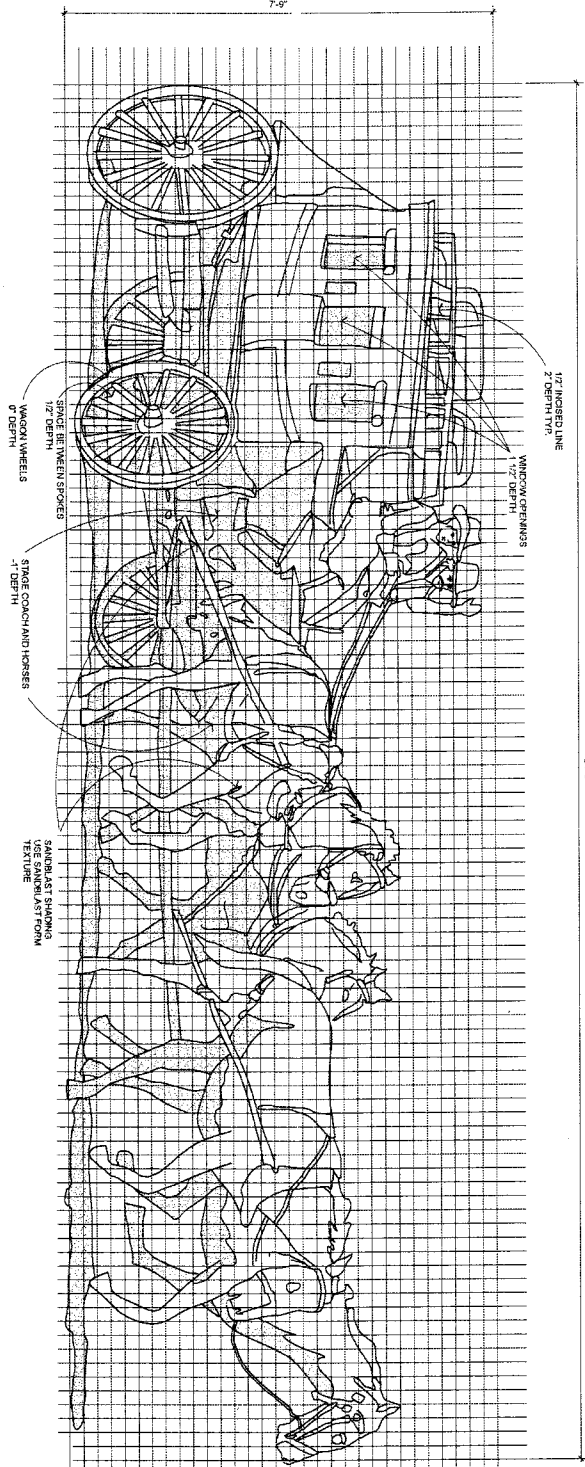 7'-9"
1/2" INCISED LINE
2" DEPTH TYP.
WINDOW OPENINGS
1 1/2" DEPTH
SPACE BETWEEN SPOKES
1/2" DEPTH
WAGON WHEELS
0" DEPTH
STAGE COACH AND HORSES
-1" DEPTH
SANDBLAST SHADING
USE SANDBLAST FORM
TEXTURE